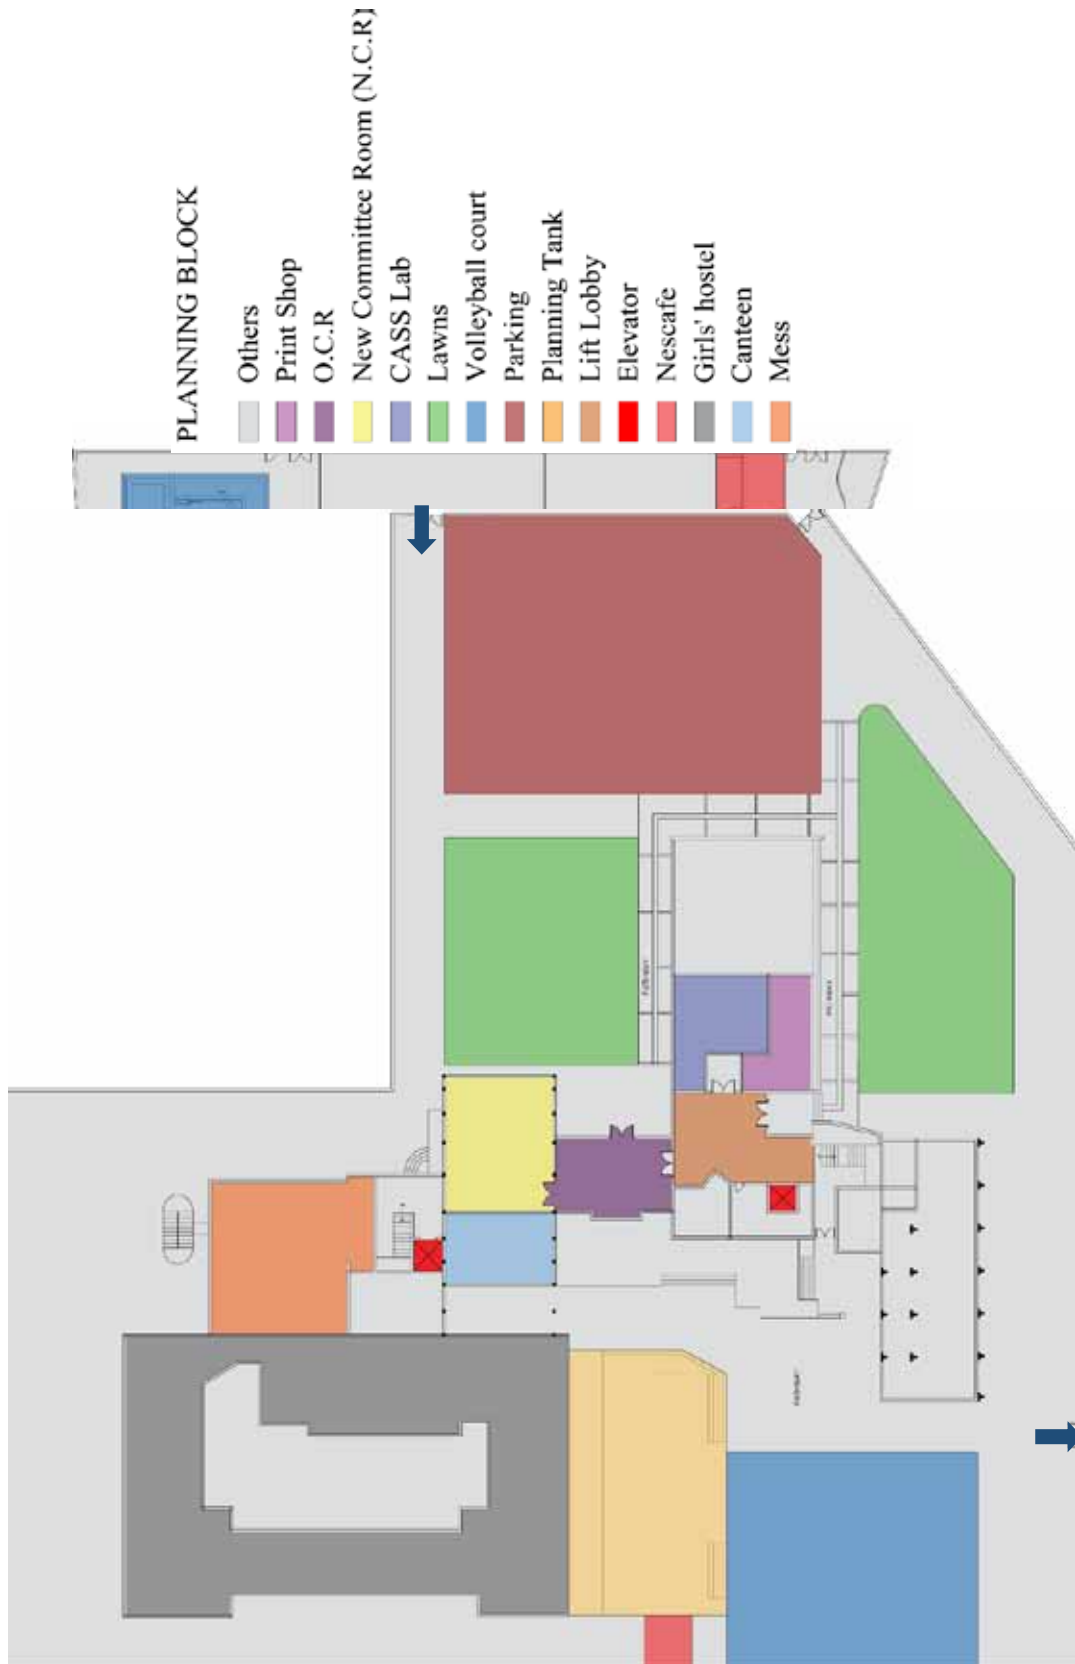 PLANNING BLOCK
Others
Print Shop
O.C.R
New Committee Room (N.C.R)
CASS Lab
Lawns
Volleyball court
Parking
Planning Tank
Lift Lobby
Elevator
Nescafe
Girls' hostel
Canteen
Mess